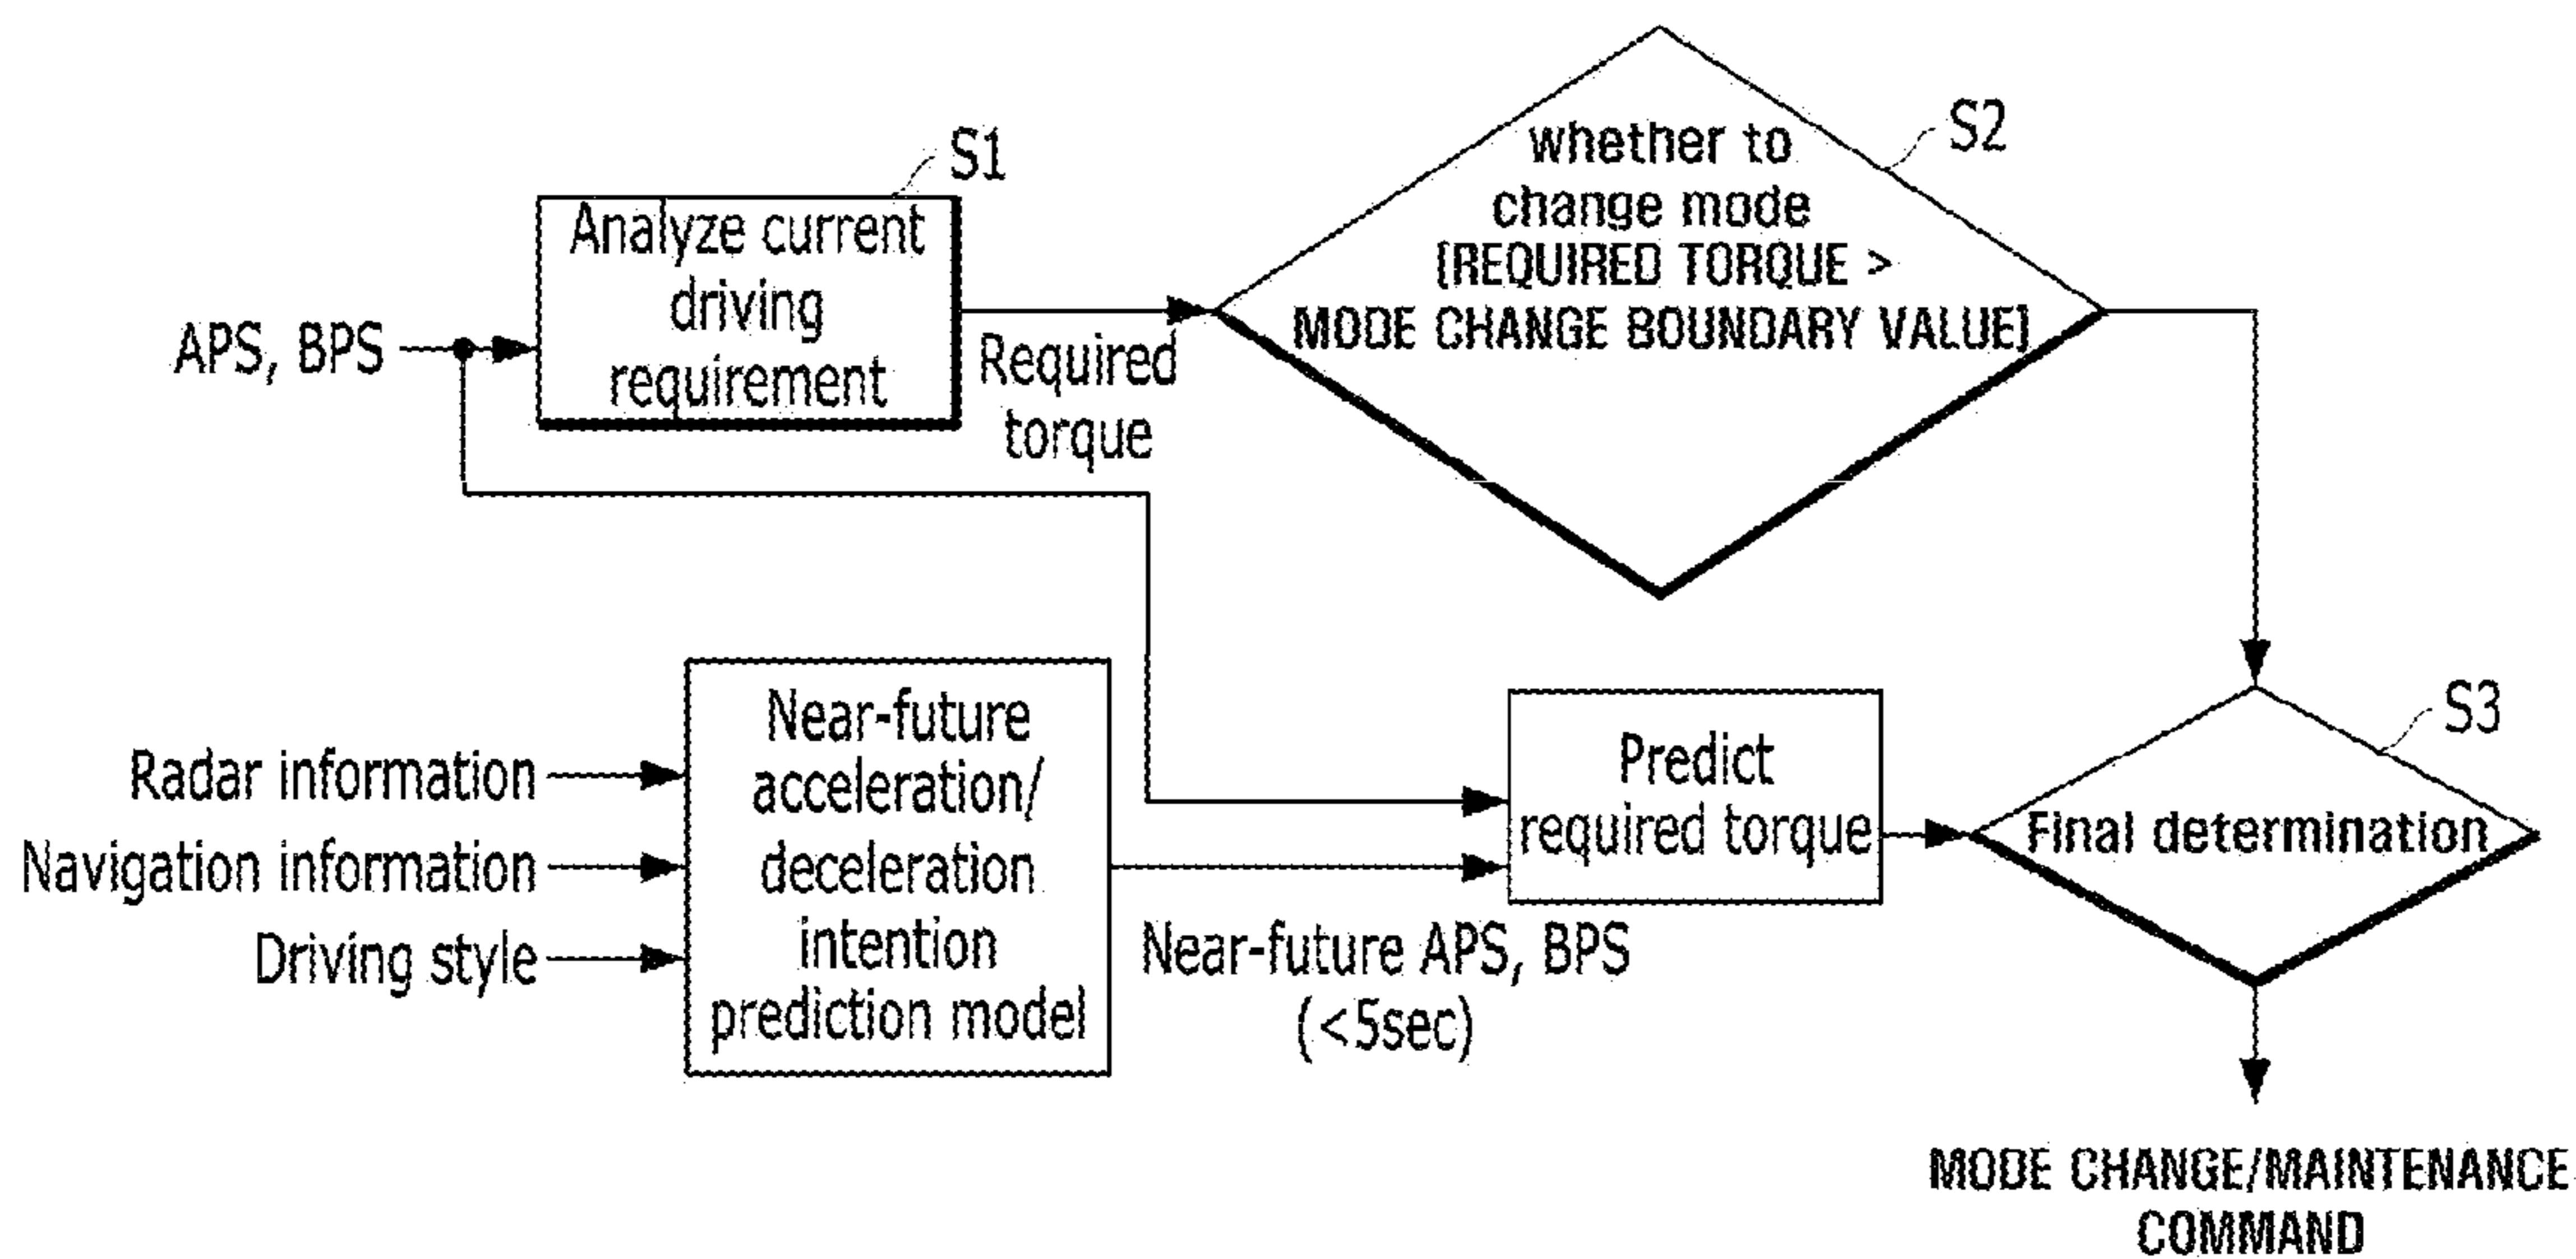 S1
Analyze current
driving
requirement
APS, BPS
Required
torque
S2
whether to
change mode
[REQUIRED TORQUE >
MODE CHANGE BOUNDARY VALUE]
Radar information
Navigation information
Driving style
Near-future
acceleration/
deceleration
intention
prediction model
Near-future APS, BPS
(<5sec)
Predict
required torque
S3
Final determination
MODE CHANGE/MAINTENANCE
COMMAND